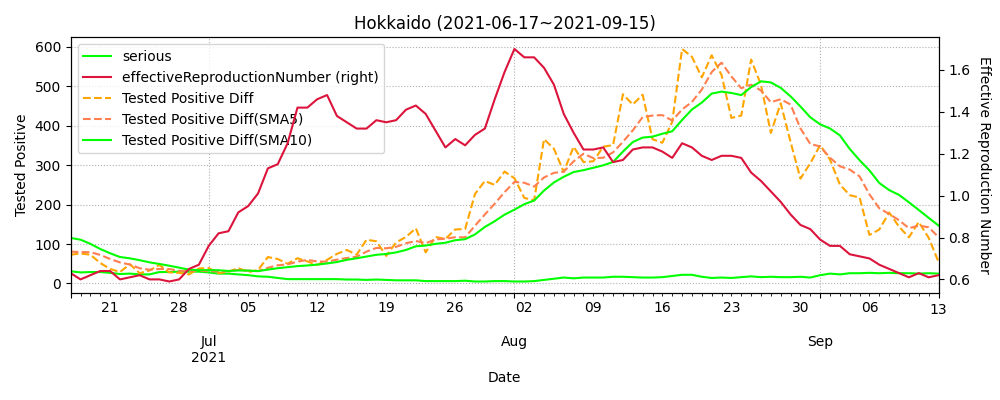 Hokkaido (2021-06-17~2021-09-15)
serious
effectiveReproductionNumber (right)
Tested Positive Diff
Tested Positive Diff(SMA5)
Tested Positive Diff(SMA10)
Tested Positive
600
500
400
300
200
100
0
1.6
1.4
1.2
1.0
0.8
0.6
Effective Reproduction Number
21 28 05 12 19 26 02 09 16 23 30 06 13
Jul Aug Sep
2021
Date